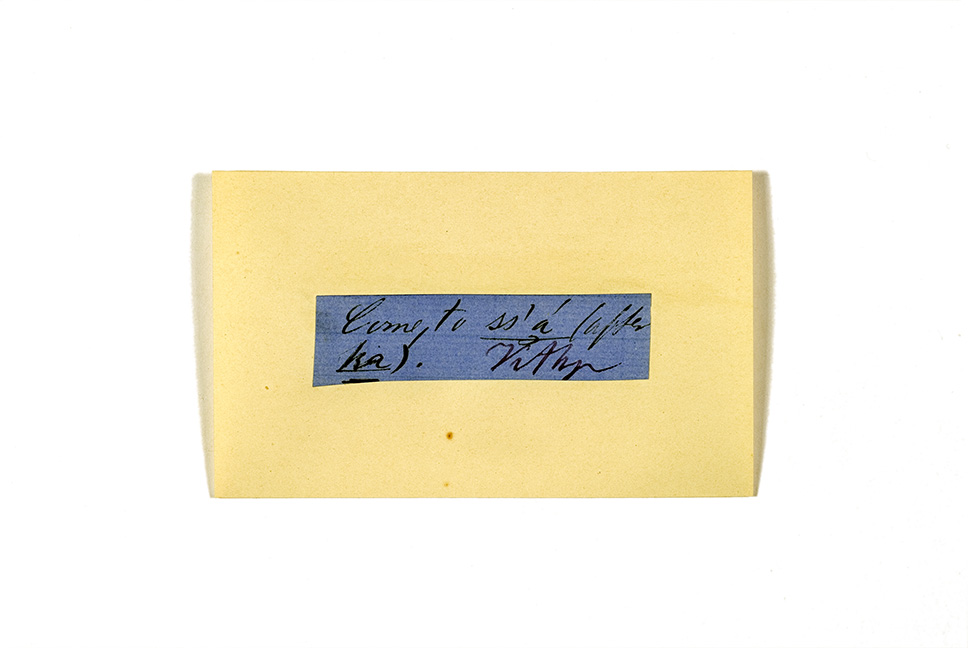 Come, to ss'á (after
ka).